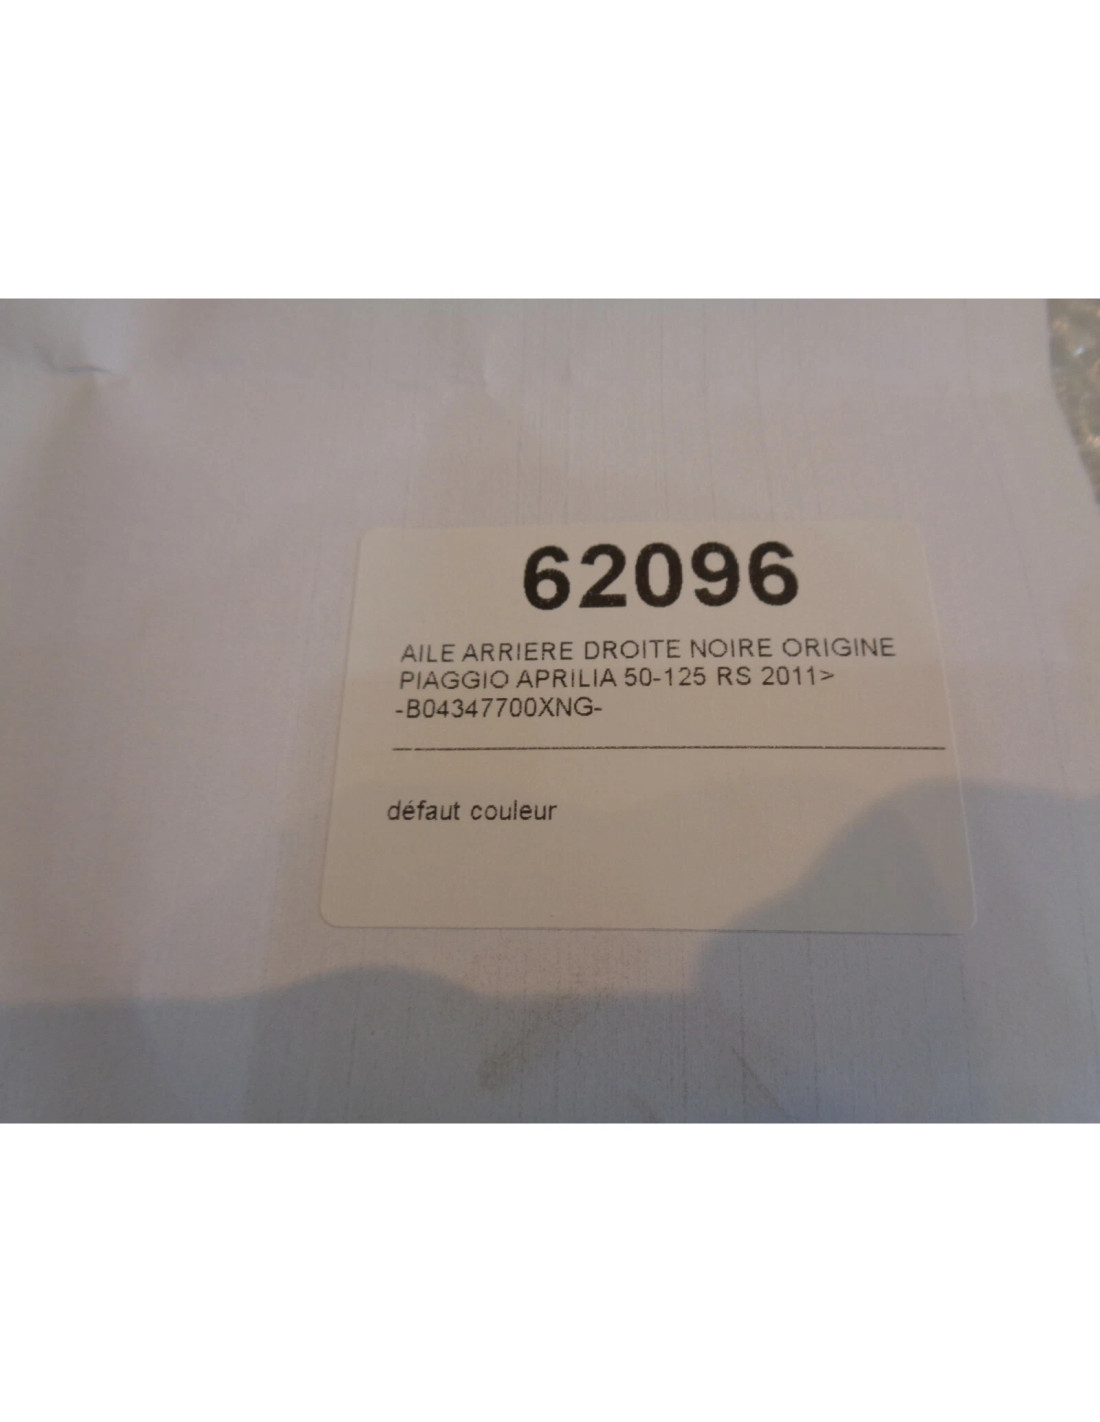 62096
AILE ARRIERE DROITE NOIRE ORIGINE
PIAGGIO APRILIA 50-125 RS 2011>
-B04347700XNG-
défaut couleur